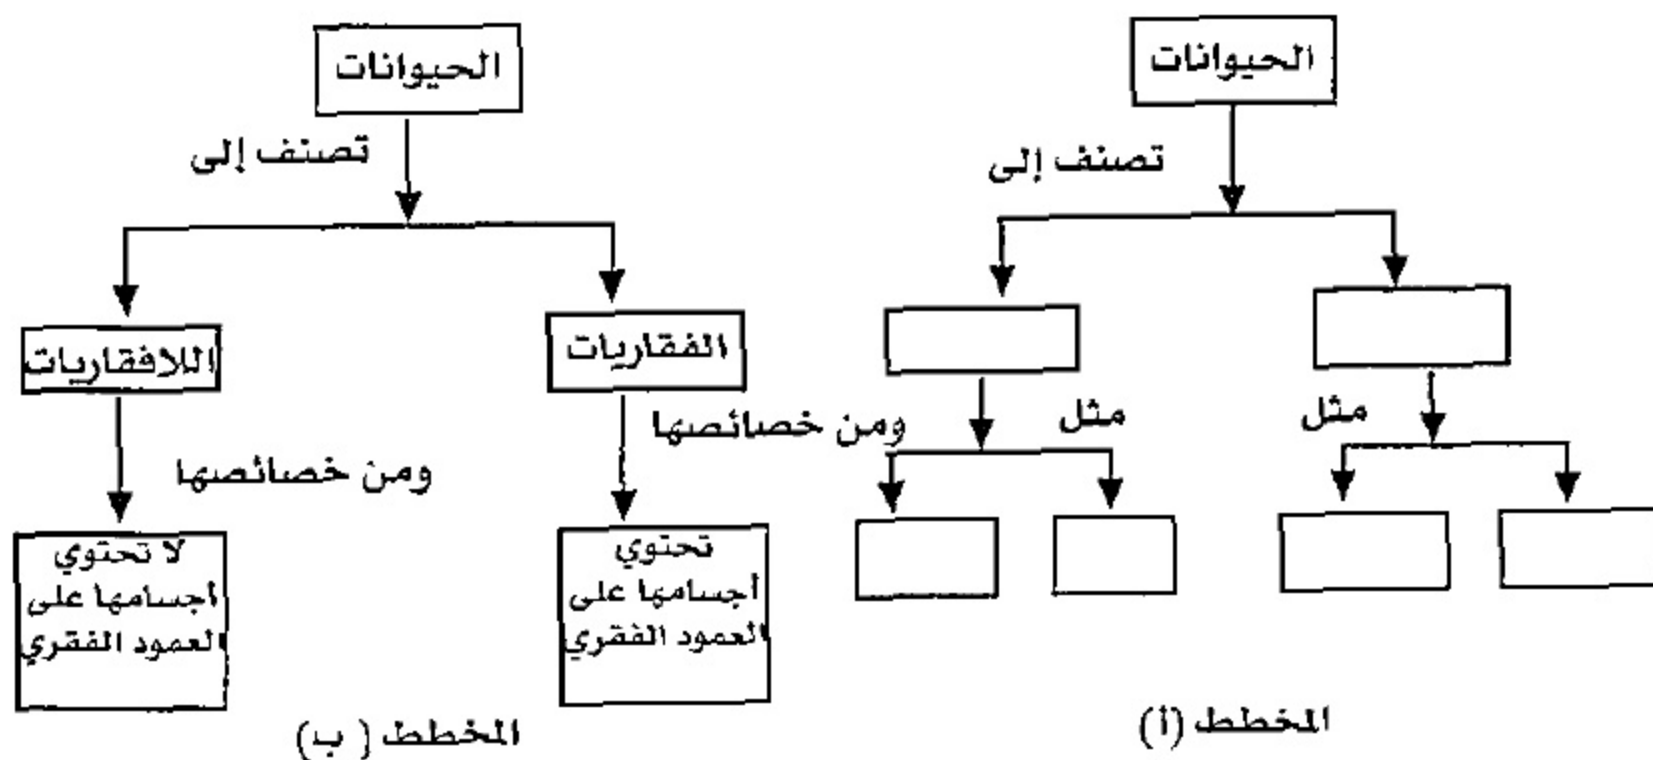 الحيوانات
تصنف إلى
مثل
مثل
المخطط (أ)
الحيوانات
تصنف إلى
الفقاريات
اللافقاريات
ومن خصائصها
ومن خصائصها
تحتوي
أجسامها على
العمود الفقري
لا تحتوي
أجسامها على
العمود الفقري
المخطط ( ب)